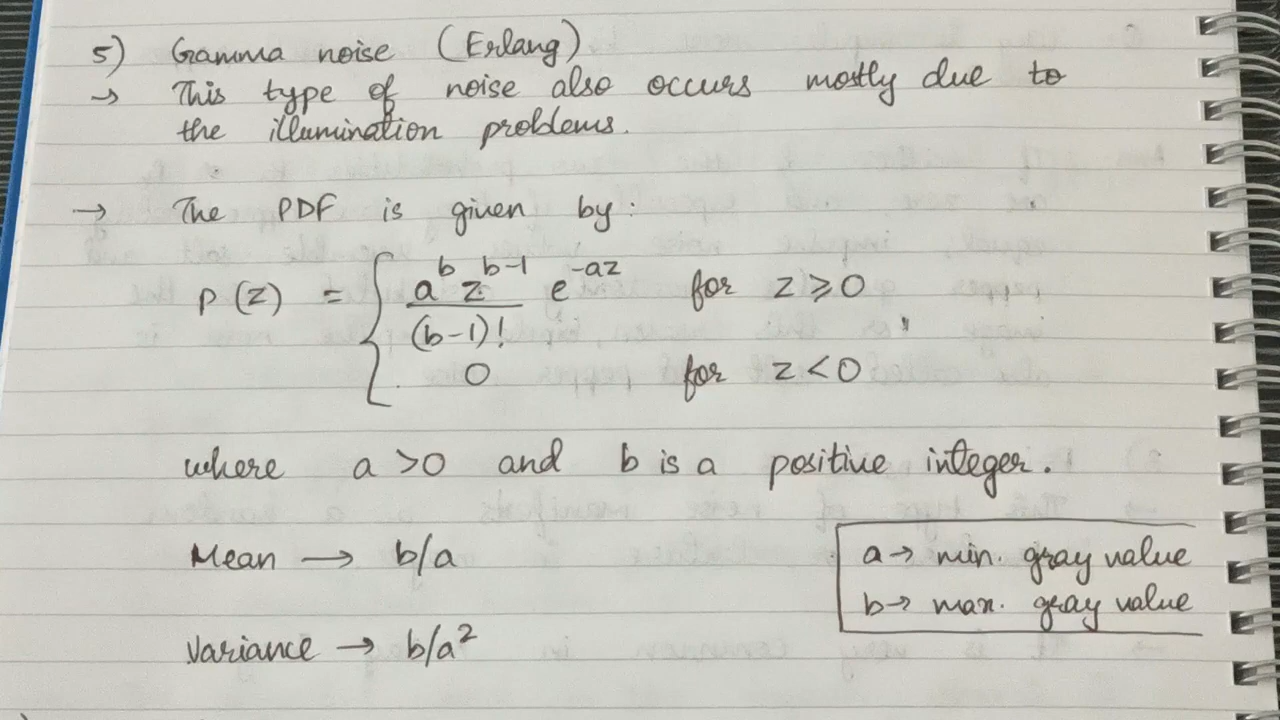 5) Gamma noise (Erlang)
→ This type of noise also occurs mostly due to
the illumination problems.
→ The PDF is given by:
P(z) = { a^b z^(b-1) / (b-1)! e^(-az) for z ≥ 0
0 for z < 0
where a > 0 and b is a positive integer.
Mean → b/a
a → min. gray value
b → max. gray value
Variance → b/a²